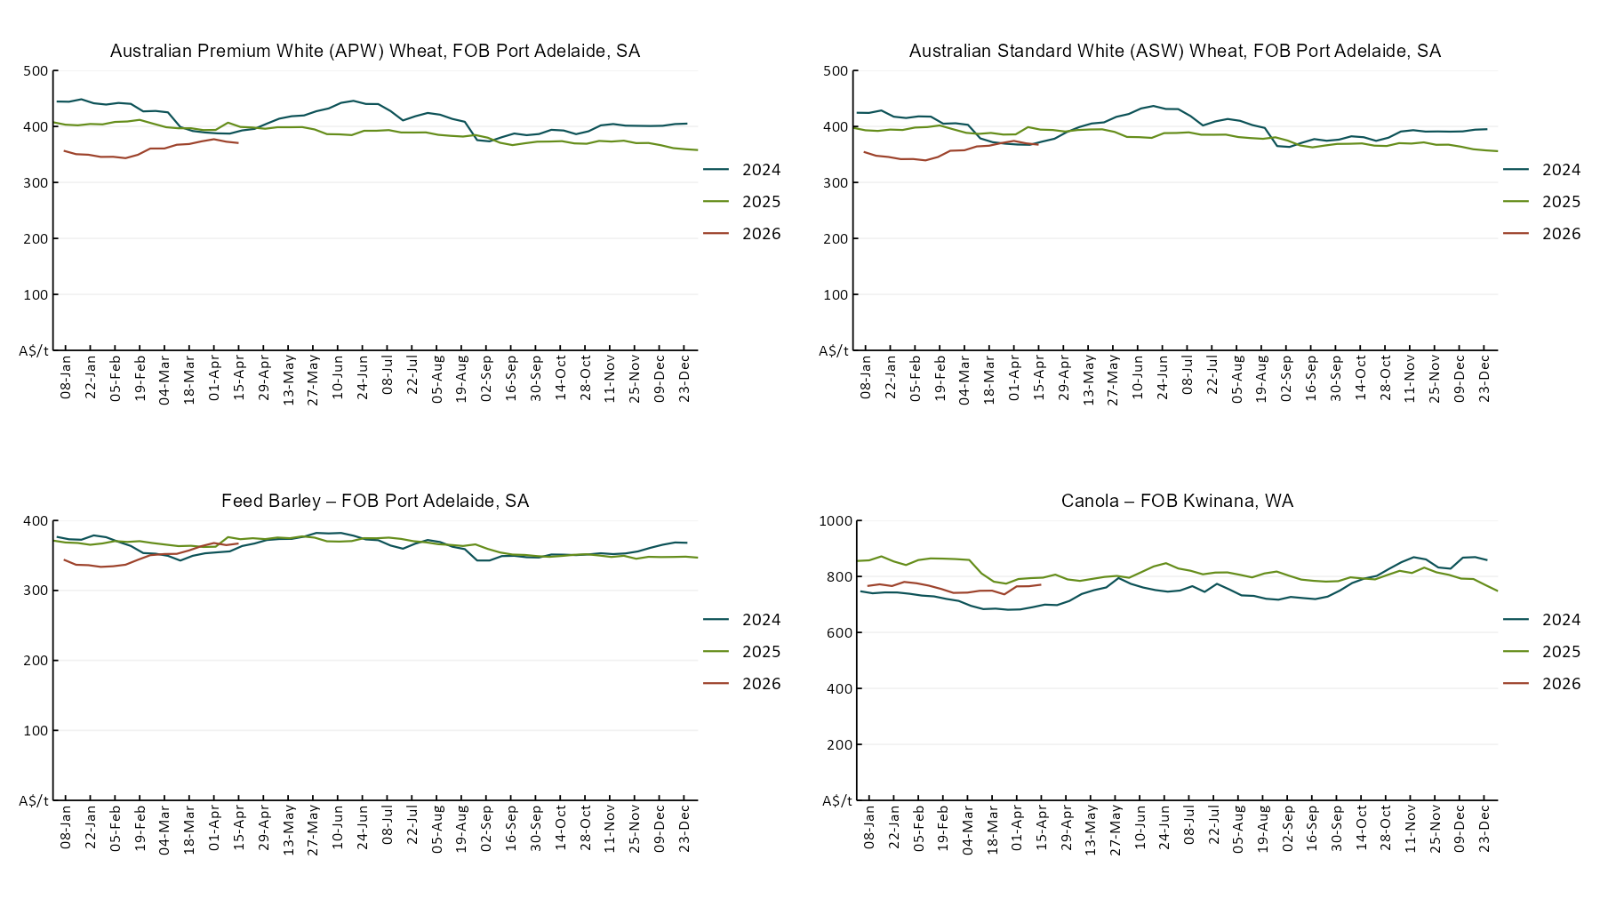 Australian Premium White (APW) Wheat, FOB Port Adelaide, SA
500
400
300
200
100
A$/t
08-Jan
22-Jan
05-Feb
19-Feb
04-Mar
18-Mar
01-Apr
15-Apr
29-Apr
13-May
27-May
10-Jun
24-Jun
08-Jul
22-Jul
05-Aug
19-Aug
02-Sep
16-Sep
30-Sep
14-Oct
28-Oct
11-Nov
25-Nov
09-Dec
23-Dec
2024
2025
2026
Australian Standard White (ASW) Wheat, FOB Port Adelaide, SA
500
400
300
200
100
A$/t
08-Jan
22-Jan
05-Feb
19-Feb
04-Mar
18-Mar
01-Apr
15-Apr
29-Apr
13-May
27-May
10-Jun
24-Jun
08-Jul
22-Jul
05-Aug
19-Aug
02-Sep
16-Sep
30-Sep
14-Oct
28-Oct
11-Nov
25-Nov
09-Dec
23-Dec
2024
2025
2026
Feed Barley – FOB Port Adelaide, SA
400
300
200
100
A$/t
08-Jan
22-Jan
05-Feb
19-Feb
04-Mar
18-Mar
01-Apr
15-Apr
29-Apr
13-May
27-May
10-Jun
24-Jun
08-Jul
22-Jul
05-Aug
19-Aug
02-Sep
16-Sep
30-Sep
14-Oct
28-Oct
11-Nov
25-Nov
09-Dec
23-Dec
2024
2025
2026
Canola – FOB Kwinana, WA
1000
800
600
400
200
A$/t
08-Jan
22-Jan
05-Feb
19-Feb
04-Mar
18-Mar
01-Apr
15-Apr
29-Apr
13-May
27-May
10-Jun
24-Jun
08-Jul
22-Jul
05-Aug
19-Aug
02-Sep
16-Sep
30-Sep
14-Oct
28-Oct
11-Nov
25-Nov
09-Dec
23-Dec
2024
2025
2026